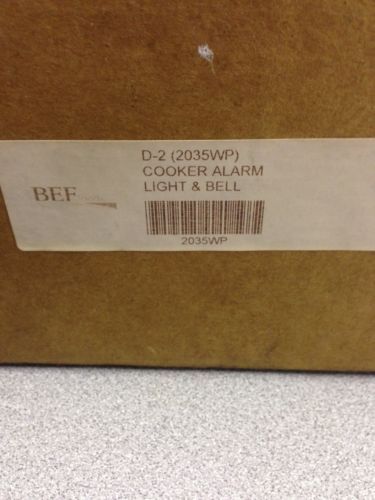 D-2 (2035WP)
COOKER ALARM
LIGHT & BELL
BEF
2035WP